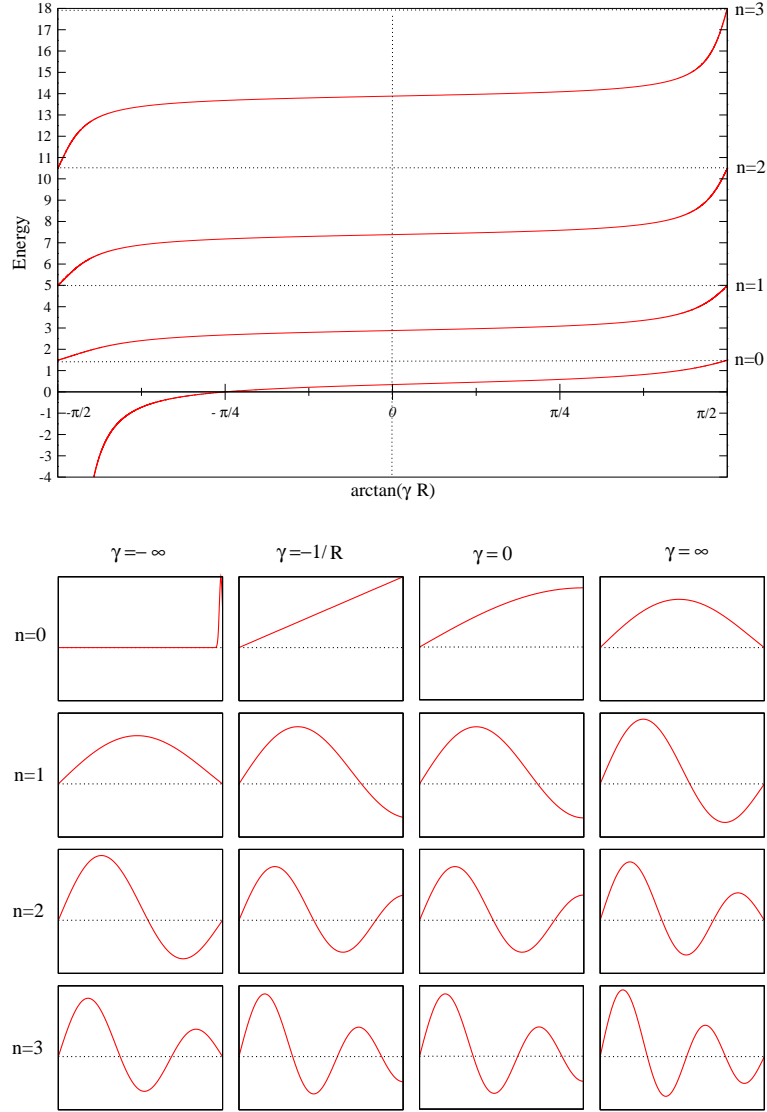 18
n=3
17
16
15
14
13
12
11
10
n=2
9
8
7
6
5
n=1
4
3
2
1
n=0
0
-1
-2
-3
-4
Energy
-π/2
- π/4
0
π/4
π/2
arctan(γ R)
γ = - ∞
γ = -1/ R
γ = 0
γ = ∞
n=0
n=1
n=2
n=3